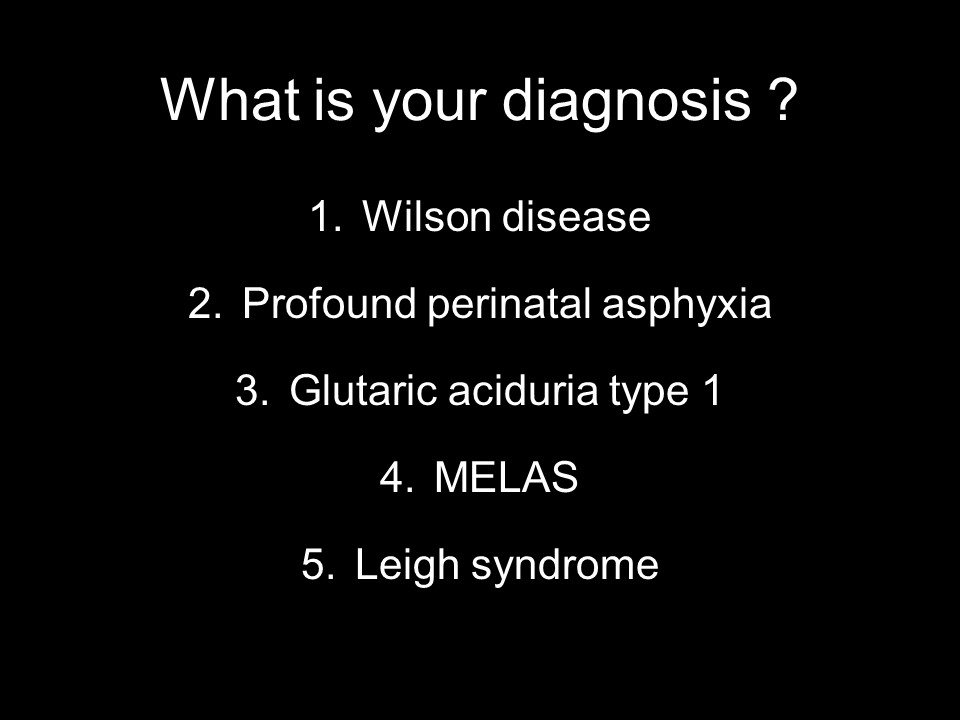 What is your diagnosis ?
1. Wilson disease
2. Profound perinatal asphyxia
3. Glutaric aciduria type 1
4. MELAS
5. Leigh syndrome